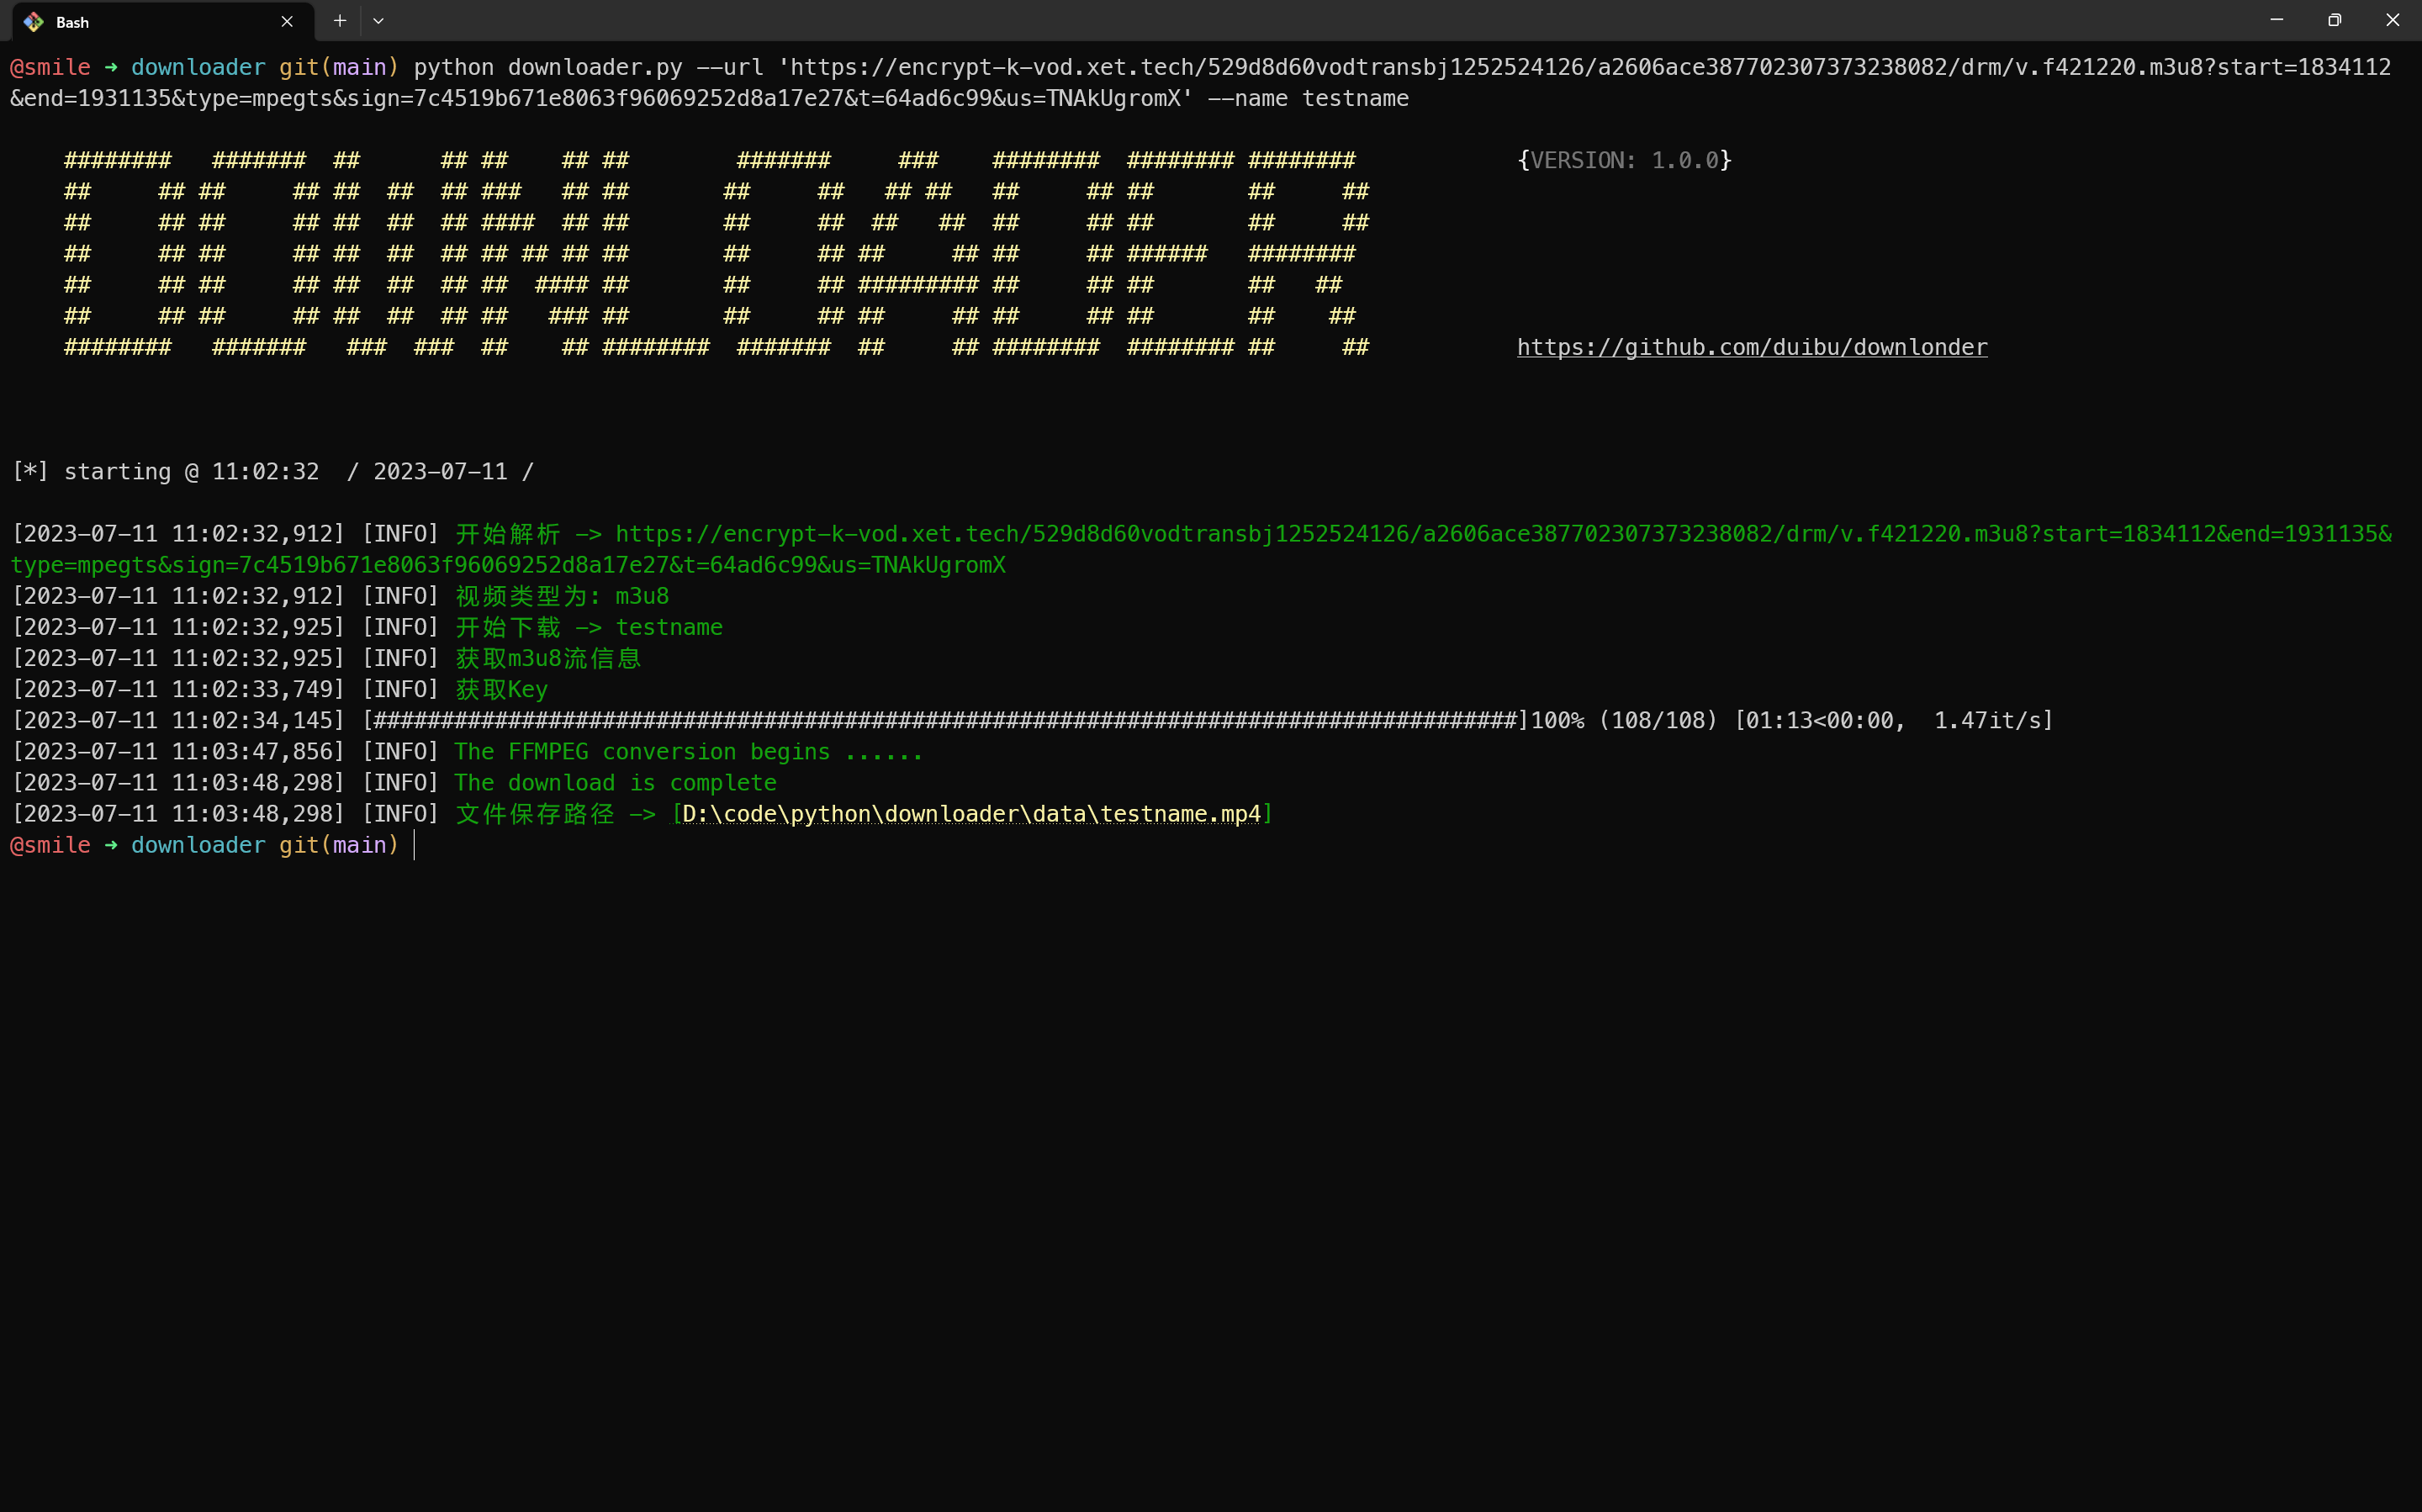 Bash
@smile ➜ downloader git(main) python downloader.py --url 'https://encrypt-k-vod.xet.tech/529d8d60vodtransbj1252524126/a2606ace387702307373238082/drm/v.f421220.m3u8?start=1834112
&end=1931135&type=mpegts&sign=7c4519b671e8063f96069252d8a17e27&t=64ad6c99&us=TNAkUgromX' --name testname
    ########   #######  ##      ## ##    ## ##        #######     ###    ########  ######## ########            {VERSION: 1.0.0}
    ##     ## ##     ## ##  ##  ## ###   ## ##       ##     ##   ## ##   ##     ## ##       ##     ##
    ##     ## ##     ## ##  ##  ## ####  ## ##       ##     ##  ##   ##  ##     ## ##       ##     ##
    ##     ## ##     ## ##  ##  ## ## ## ## ##       ##     ## ##     ## ##     ## ######   ########
    ##     ## ##     ## ##  ##  ## ##  #### ##       ##     ## ######### ##     ## ##       ##   ##
    ##     ## ##     ## ##  ##  ## ##   ### ##       ##     ## ##     ## ##     ## ##       ##    ##
    ########   #######   ###  ###  ##    ## ########  #######  ##     ## ########  ######## ##     ##           https://github.com/duibu/downlonder
[*] starting @ 11:02:32  / 2023-07-11 /
[2023-07-11 11:02:32,912] [INFO] 开始解析 -> https://encrypt-k-vod.xet.tech/529d8d60vodtransbj1252524126/a2606ace387702307373238082/drm/v.f421220.m3u8?start=1834112&end=1931135&
type=mpegts&sign=7c4519b671e8063f96069252d8a17e27&t=64ad6c99&us=TNAkUgromX
[2023-07-11 11:02:32,912] [INFO] 视频类型为: m3u8
[2023-07-11 11:02:32,925] [INFO] 开始下载 -> testname
[2023-07-11 11:02:32,925] [INFO] 获取m3u8流信息
[2023-07-11 11:02:33,749] [INFO] 获取Key
[2023-07-11 11:02:34,145] [#####################################################################################]100% (108/108) [01:13<00:00,  1.47it/s]
[2023-07-11 11:03:47,856] [INFO] The FFMPEG conversion begins ......
[2023-07-11 11:03:48,298] [INFO] The download is complete
[2023-07-11 11:03:48,298] [INFO] 文件保存路径 -> [D:\code\python\downloader\data\testname.mp4]
@smile ➜ downloader git(main)